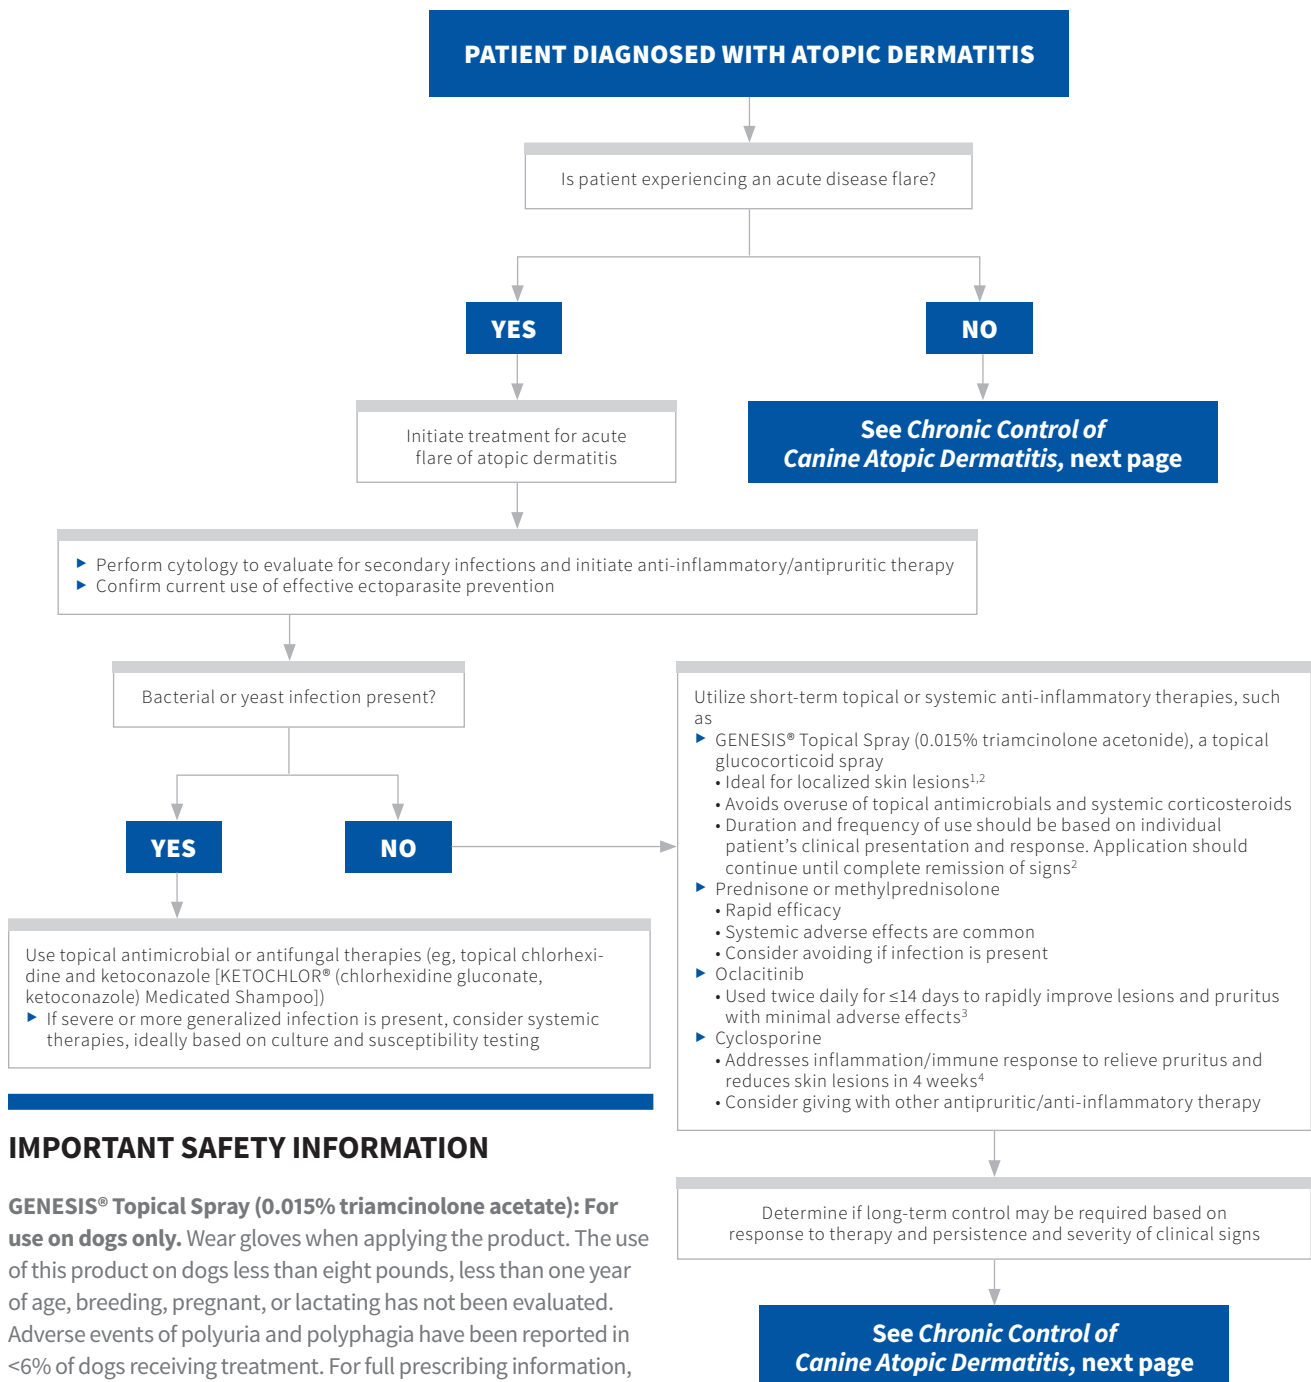 PATIENT DIAGNOSED WITH ATOPIC DERMATITIS
Is patient experiencing an acute disease flare?
YES
NO
Initiate treatment for acute
flare of atopic dermatitis
See Chronic Control of
Canine Atopic Dermatitis, next page
▶ Perform cytology to evaluate for secondary infections and initiate anti-inflammatory/antipruritic therapy
▶ Confirm current use of effective ectoparasite prevention
Bacterial or yeast infection present?
YES
NO
Use topical antimicrobial or antifungal therapies (eg, topical chlorhexi-
dine and ketoconazole [KETOCHLOR® (chlorhexidine gluconate,
ketoconazole) Medicated Shampoo])
▶ If severe or more generalized infection is present, consider systemic
therapies, ideally based on culture and susceptibility testing
Utilize short-term topical or systemic anti-inflammatory therapies, such
as
▶ GENESIS® Topical Spray (0.015% triamcinolone acetonide), a topical
glucocorticoid spray
• Ideal for localized skin lesions1,2
• Avoids overuse of topical antimicrobials and systemic corticosteroids
• Duration and frequency of use should be based on individual
patient’s clinical presentation and response. Application should
continue until complete remission of signs2
▶ Prednisone or methylprednisolone
• Rapid efficacy
• Systemic adverse effects are common
• Consider avoiding if infection is present
▶ Oclacitinib
• Used twice daily for ≤14 days to rapidly improve lesions and pruritus
with minimal adverse effects3
▶ Cyclosporine
• Addresses inflammation/immune response to relieve pruritus and
reduces skin lesions in 4 weeks4
• Consider giving with other antipruritic/anti-inflammatory therapy
Determine if long-term control may be required based on
response to therapy and persistence and severity of clinical signs
See Chronic Control of
Canine Atopic Dermatitis, next page
IMPORTANT SAFETY INFORMATION
GENESIS® Topical Spray (0.015% triamcinolone acetate): For
use on dogs only. Wear gloves when applying the product. The use
of this product on dogs less than eight pounds, less than one year
of age, breeding, pregnant, or lactating has not been evaluated.
Adverse events of polyuria and polyphagia have been reported in
<6% of dogs receiving treatment. For full prescribing information,